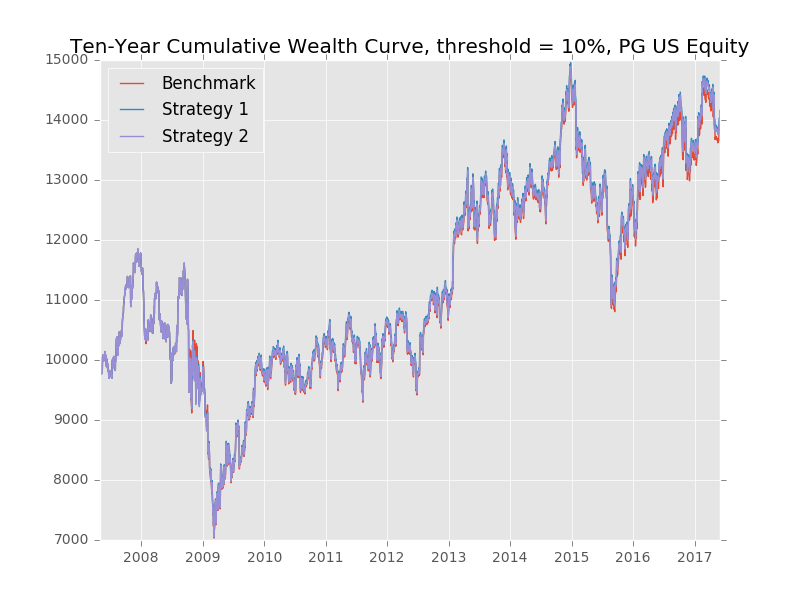 Ten-Year Cumulative Wealth Curve, threshold = 10%, PG US Equity
15000
14000
13000
12000
11000
10000
9000
8000
7000
Benchmark
Strategy 1
Strategy 2
2008 2009 2010 2011 2012 2013 2014 2015 2016 2017